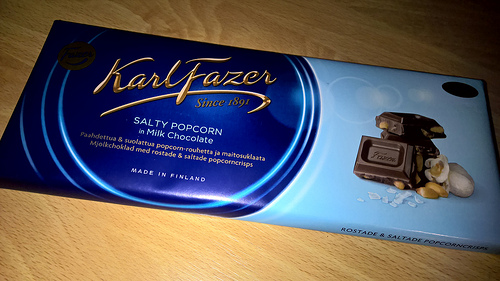 Karl Fazer
Since 1891
SALTY POPCORN
in Milk Chocolate
Paahdettua & suolattua popcorn-rouhetta ja maitosuklaata
Mjölkchoklad med rostade & saltade popcorncrisps
MADE IN FINLAND
Fazer
ROSTADE & SALTADE POPCORNCRISPS